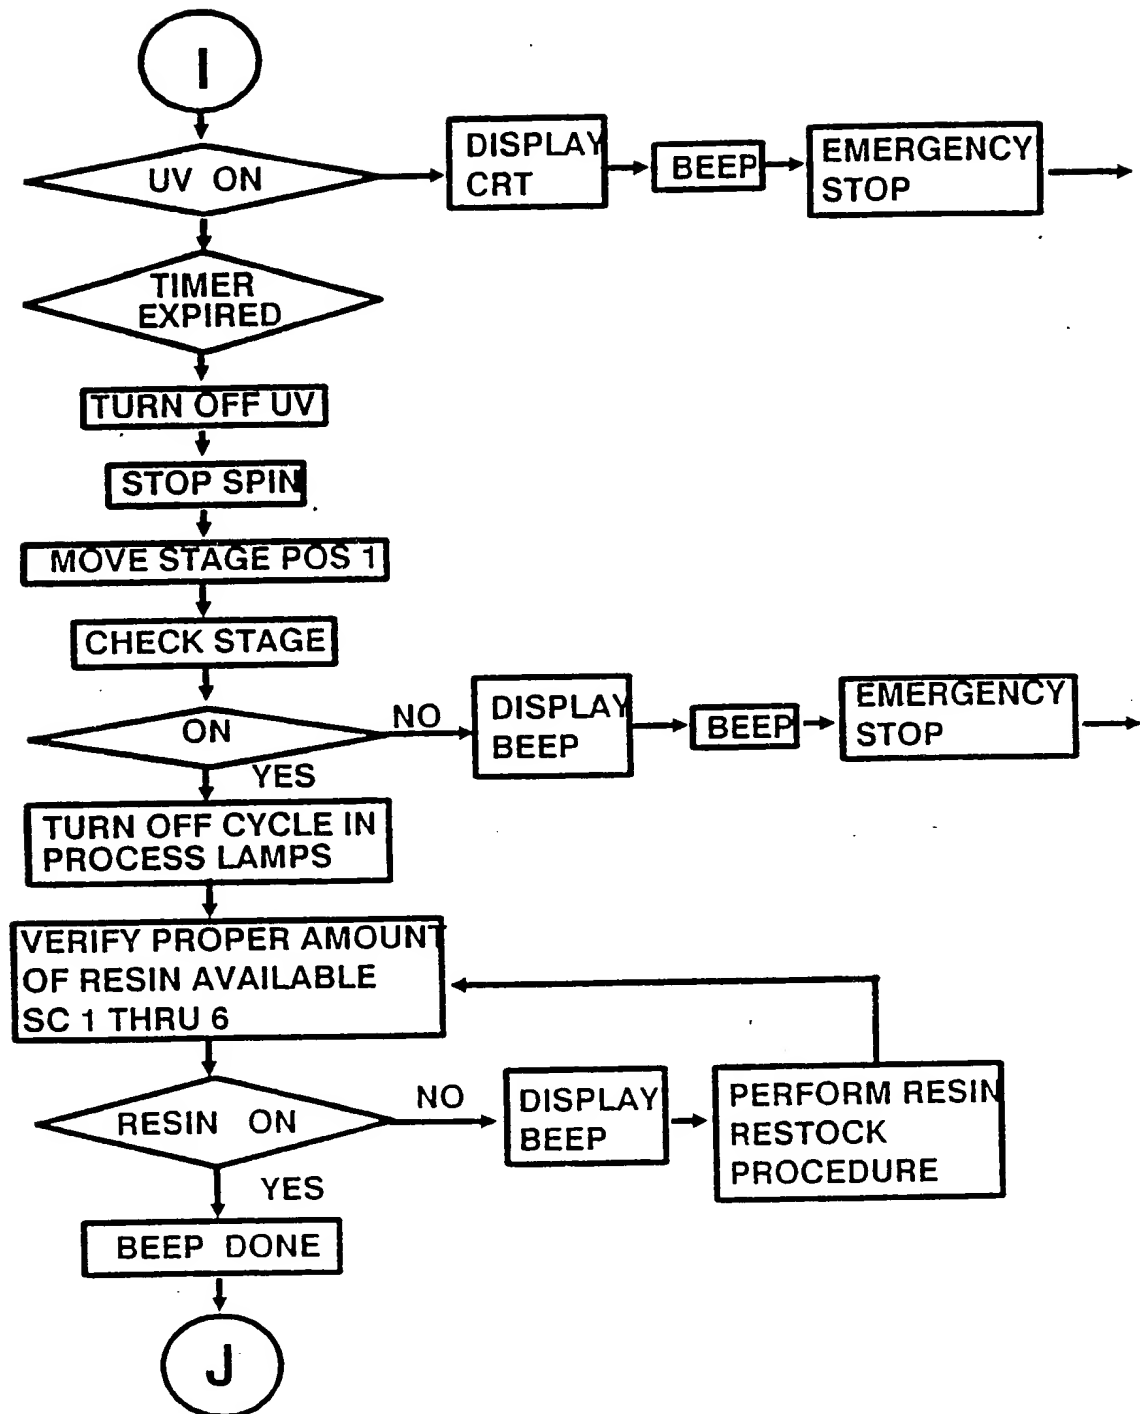 I
UV ON
DISPLAY
CRT
BEEP
EMERGENCY
STOP
TIMER
EXPIRED
TURN OFF UV
STOP SPIN
MOVE STAGE POS 1
CHECK STAGE
ON
NO
DISPLAY
BEEP
BEEP
EMERGENCY
STOP
YES
TURN OFF CYCLE IN
PROCESS LAMPS
VERIFY PROPER AMOUNT
OF RESIN AVAILABLE
SC 1 THRU 6
RESIN ON
NO
DISPLAY
BEEP
PERFORM RESIN
RESTOCK
PROCEDURE
YES
BEEP DONE
J